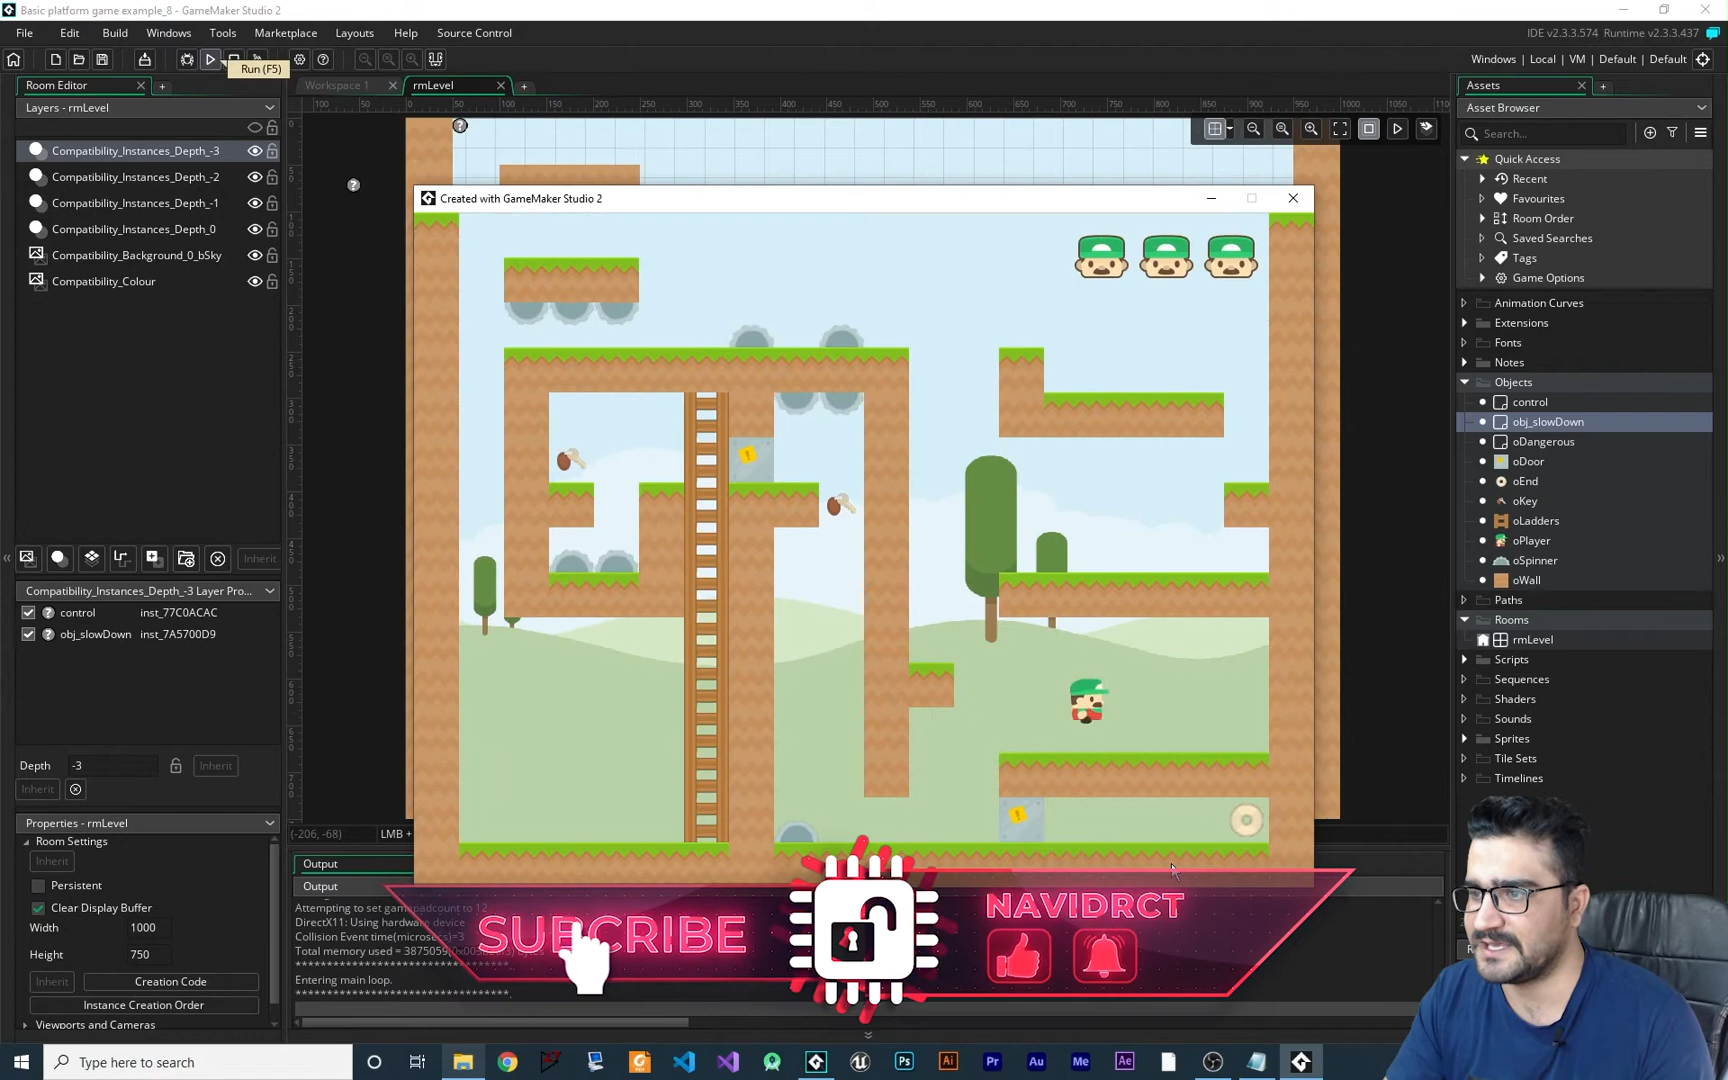 Basic platform game example_8 - GameMaker Studio 2
File Edit Build Windows Tools Marketplace Layouts Help Source Control
IDE v2.3.3.574 Runtime v2.3.3.437
Run (F5)
Windows | Local | VM | Default | Default
Room Editor
Workspace 1
rmLevel
Assets
Layers - rmLevel
Asset Browser
Search...
Compatibility_Instances_Depth_-3
Compatibility_Instances_Depth_-2
Compatibility_Instances_Depth_-1
Compatibility_Instances_Depth_0
Compatibility_Background_0_bSky
Compatibility_Colour
Created with GameMaker Studio 2
Quick Access
Recent
Favourites
Room Order
Saved Searches
Tags
Game Options
Animation Curves
Extensions
Fonts
Notes
Objects
control
obj_slowDown
oDangerous
oDoor
oEnd
oKey
oLadders
oPlayer
oSpinner
oWall
Paths
Rooms
rmLevel
Scripts
Sequences
Shaders
Sounds
Sprites
Tile Sets
Timelines
Inherit
Compatibility_Instances_Depth_-3 Layer Pro...
control inst_77C0ACAC
obj_slowDown inst_7A5700D9
Depth -3 Inherit
Inherit
Properties - rmLevel
Room Settings
Inherit
Persistent
Clear Display Buffer
Width 1000
Height 750
Inherit Creation Code
Instance Creation Order
Viewports and Cameras
(-206, -68) LMB +
Output
Output
Attempting to set gamepadcount to 12
DirectX11: Using hardware device
Collision Event time(microsecs)=3
Total memory used = 3875059
Entering main loop.
SUBCRIBE
NAVIDRCT
Type here to search